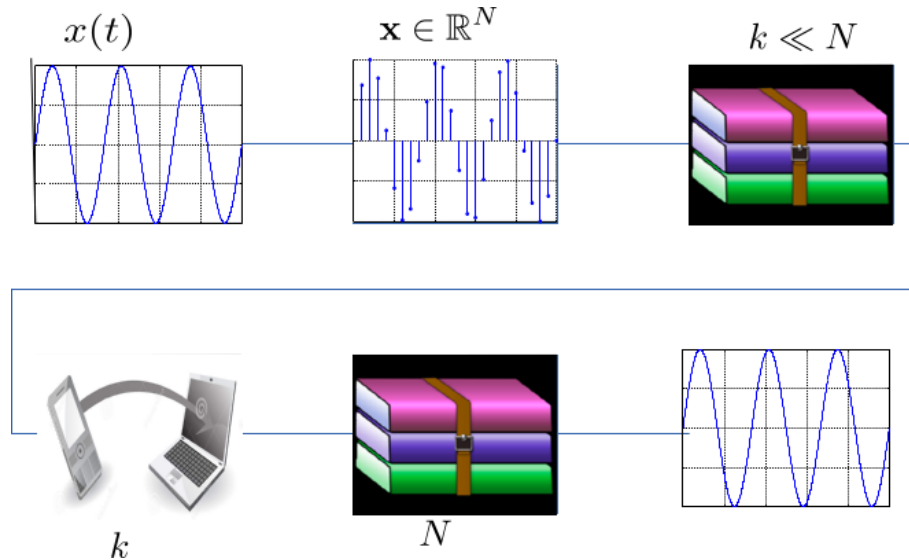 x(t)
𝐱 ∈ ℝ^N
k ≪ N
k
N